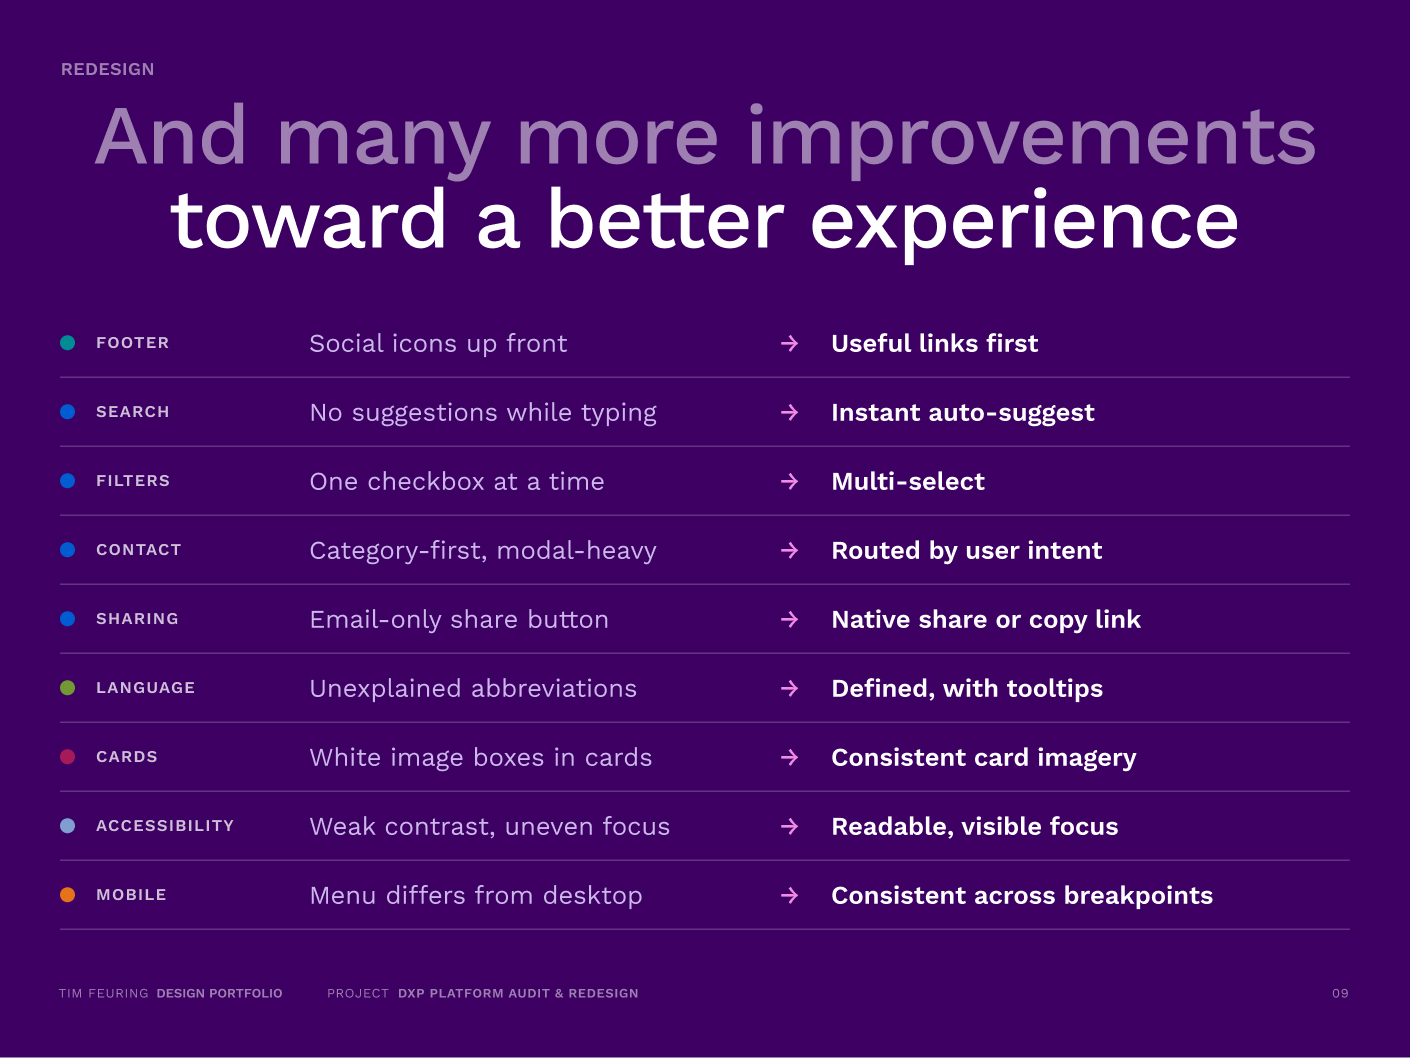 REDESIGN
And many more improvements
toward a better experience
FOOTER Social icons up front → Useful links first
SEARCH No suggestions while typing → Instant auto-suggest
FILTERS One checkbox at a time → Multi-select
CONTACT Category-first, modal-heavy → Routed by user intent
SHARING Email-only share button → Native share or copy link
LANGUAGE Unexplained abbreviations → Defined, with tooltips
CARDS White image boxes in cards → Consistent card imagery
ACCESSIBILITY Weak contrast, uneven focus → Readable, visible focus
MOBILE Menu differs from desktop → Consistent across breakpoints
TIM FEURING DESIGN PORTFOLIO PROJECT DXP PLATFORM AUDIT & REDESIGN 09